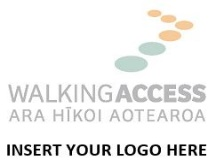 WALKINGACCESS
ARA HĪKOI AOTEAROA
INSERT YOUR LOGO HERE